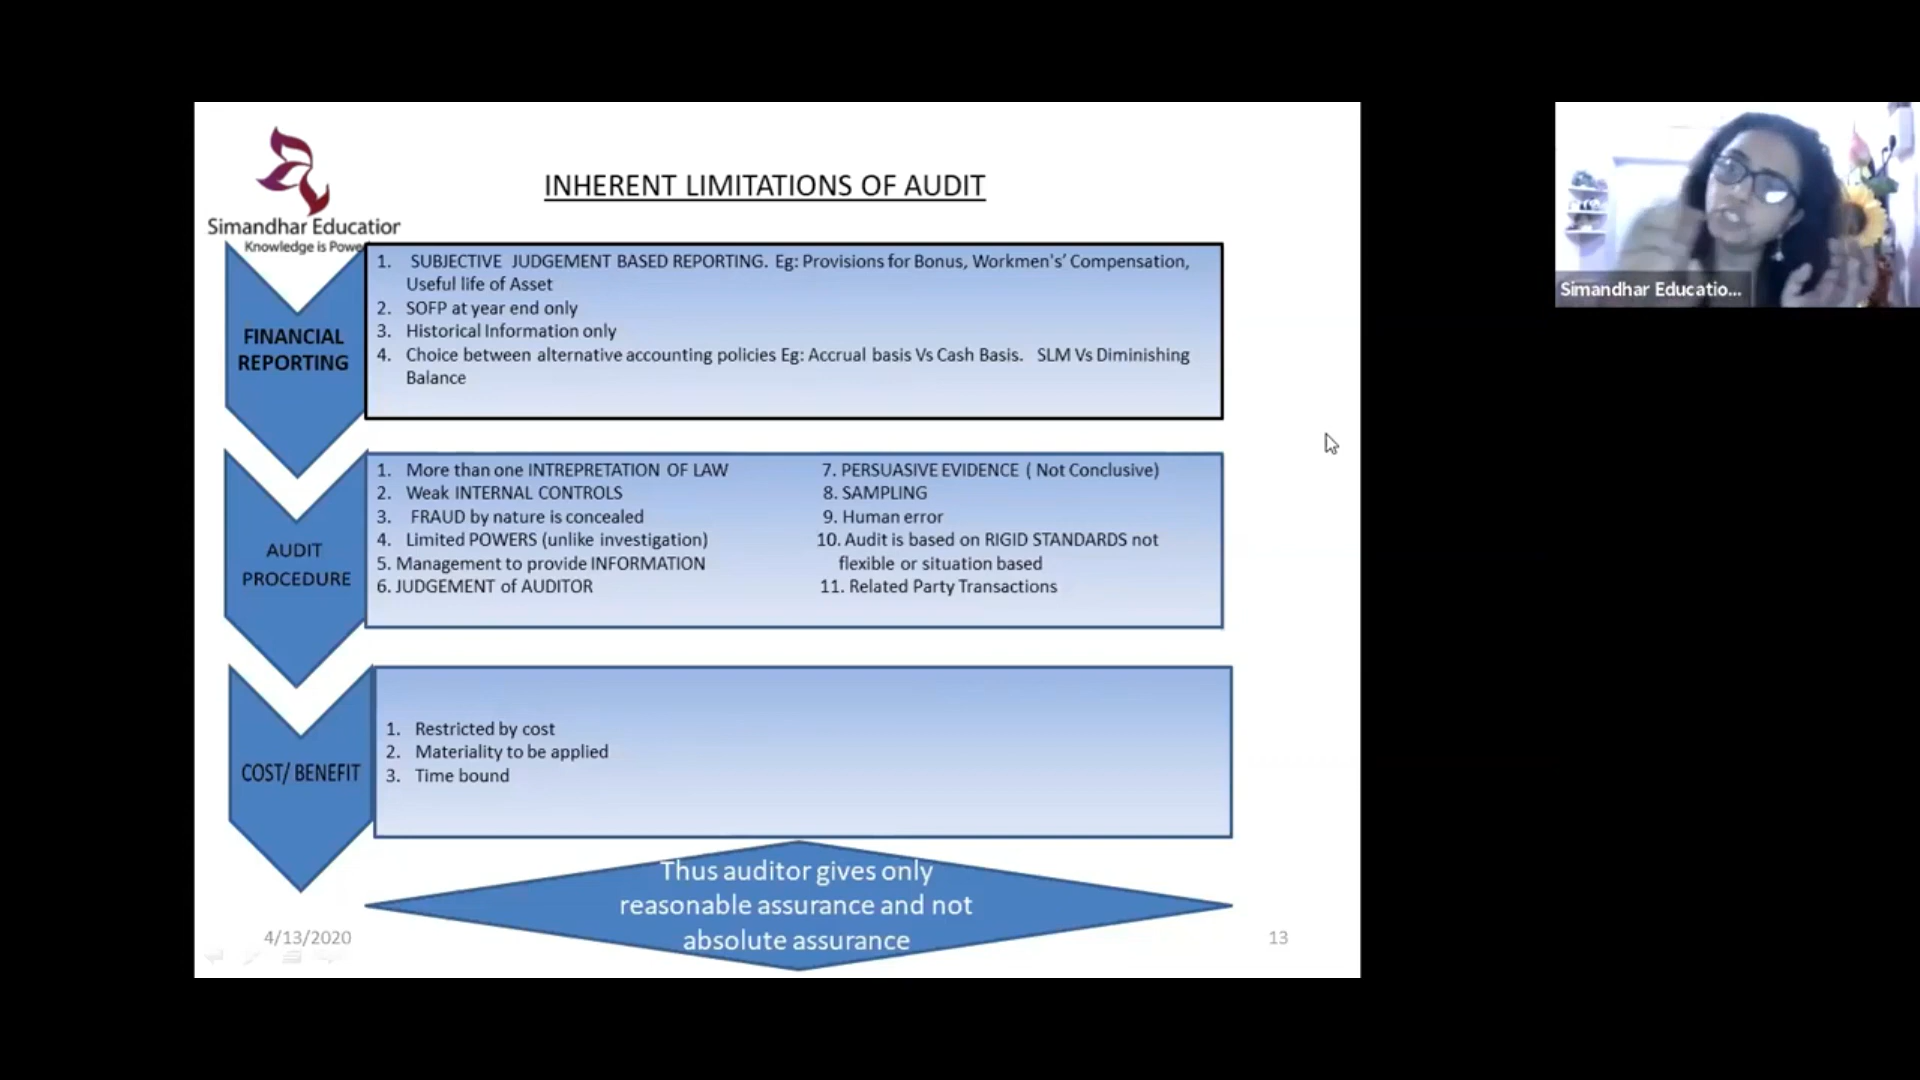 Simandhar Education
Knowledge is Power
INHERENT LIMITATIONS OF AUDIT
FINANCIAL
REPORTING
1. SUBJECTIVE JUDGEMENT BASED REPORTING. Eg: Provisions for Bonus, Workmen's' Compensation,
Useful life of Asset
2. SOFP at year end only
3. Historical Information only
4. Choice between alternative accounting policies Eg: Accrual basis Vs Cash Basis. SLM Vs Diminishing
Balance
AUDIT
PROCEDURE
1. More than one INTREPRETATION OF LAW
2. Weak INTERNAL CONTROLS
3. FRAUD by nature is concealed
4. Limited POWERS (unlike investigation)
5. Management to provide INFORMATION
6. JUDGEMENT of AUDITOR
7. PERSUASIVE EVIDENCE ( Not Conclusive)
8. SAMPLING
9. Human error
10. Audit is based on RIGID STANDARDS not
flexible or situation based
11. Related Party Transactions
COST/ BENEFIT
1. Restricted by cost
2. Materiality to be applied
3. Time bound
Thus auditor gives only
reasonable assurance and not
absolute assurance
4/13/2020
13
Simandhar Educatio...